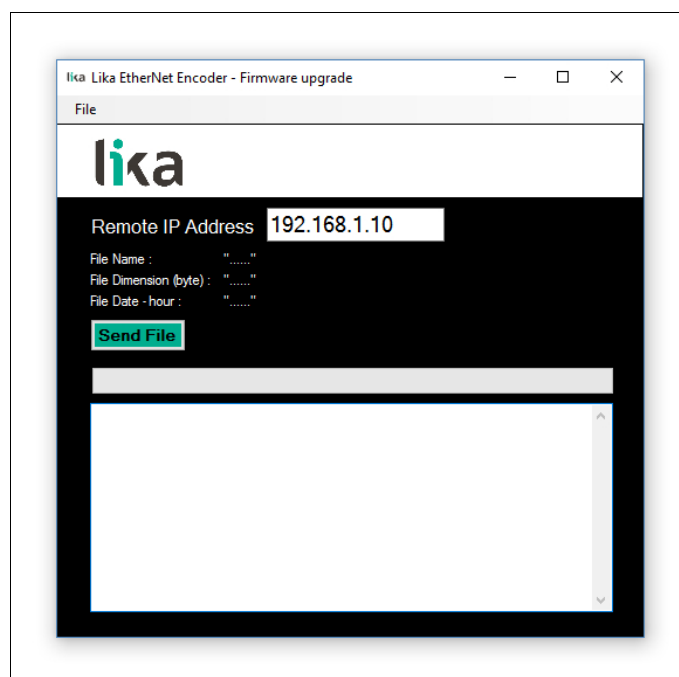 lika Lika EtherNet Encoder - Firmware upgrade
File
lika
Remote IP Address 192.168.1.10
File Name : "......"
File Dimension (byte) : "......"
File Date - hour : "......"
Send File